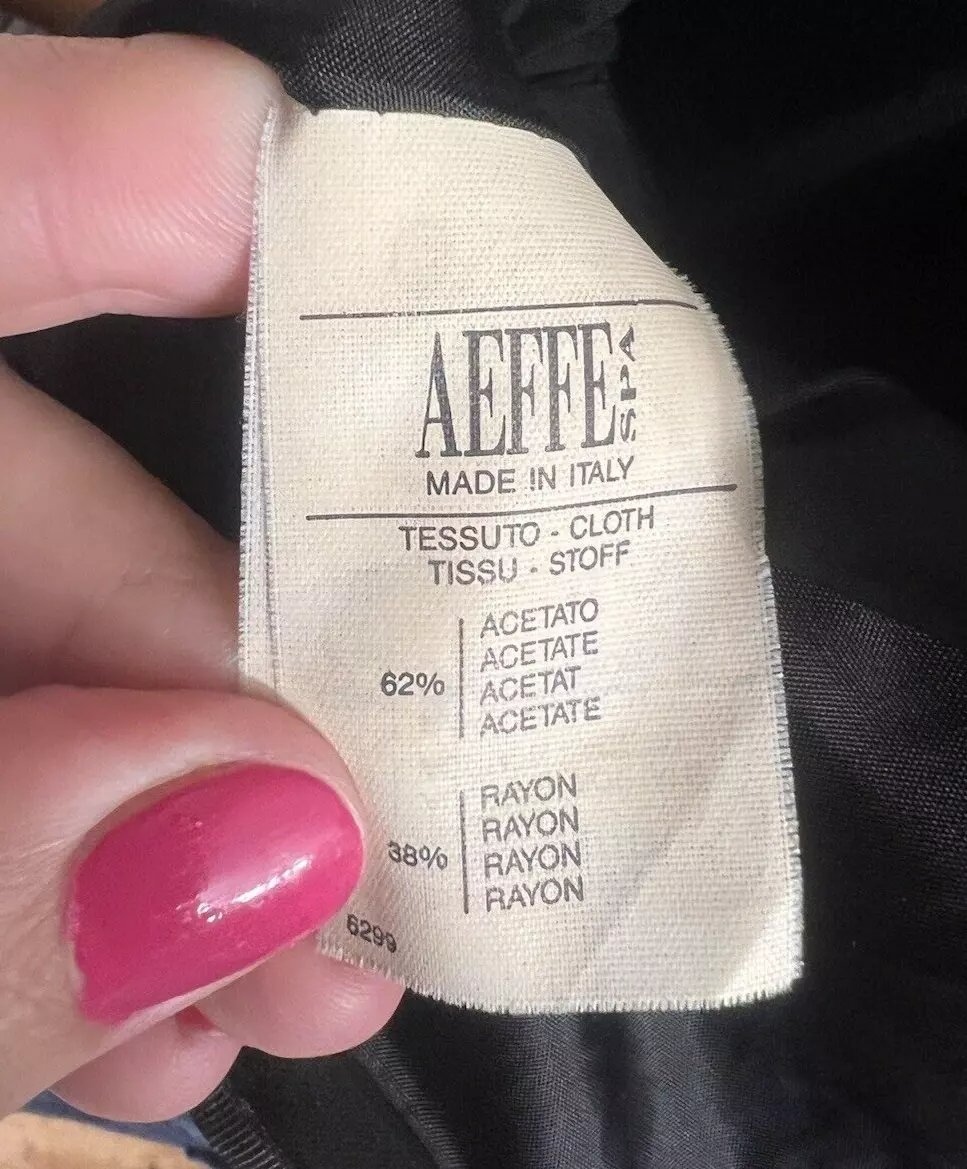 AEFFE SPA
MADE IN ITALY
TESSUTO - CLOTH
TISSU - STOFF
ACETATO
ACETATE
62% ACETAT
ACETATE
RAYON
RAYON
38% RAYON
RAYON
6299